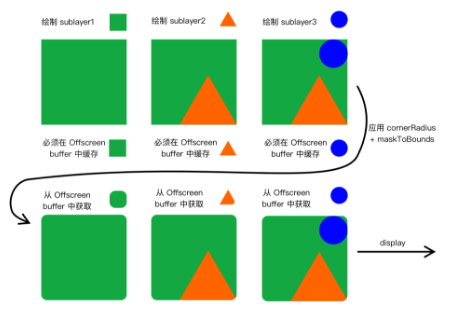 绘制 sublayer1
绘制 sublayer2
绘制 sublayer3
必须在 Offscreen
buffer 中缓存
必须在 Offscreen
buffer 中缓存
必须在 Offscreen
buffer 中缓存
应用 cornerRadius
+ maskToBounds
从 Offscreen
buffer 中获取
从 Offscreen
buffer 中获取
从 Offscreen
buffer 中获取
display